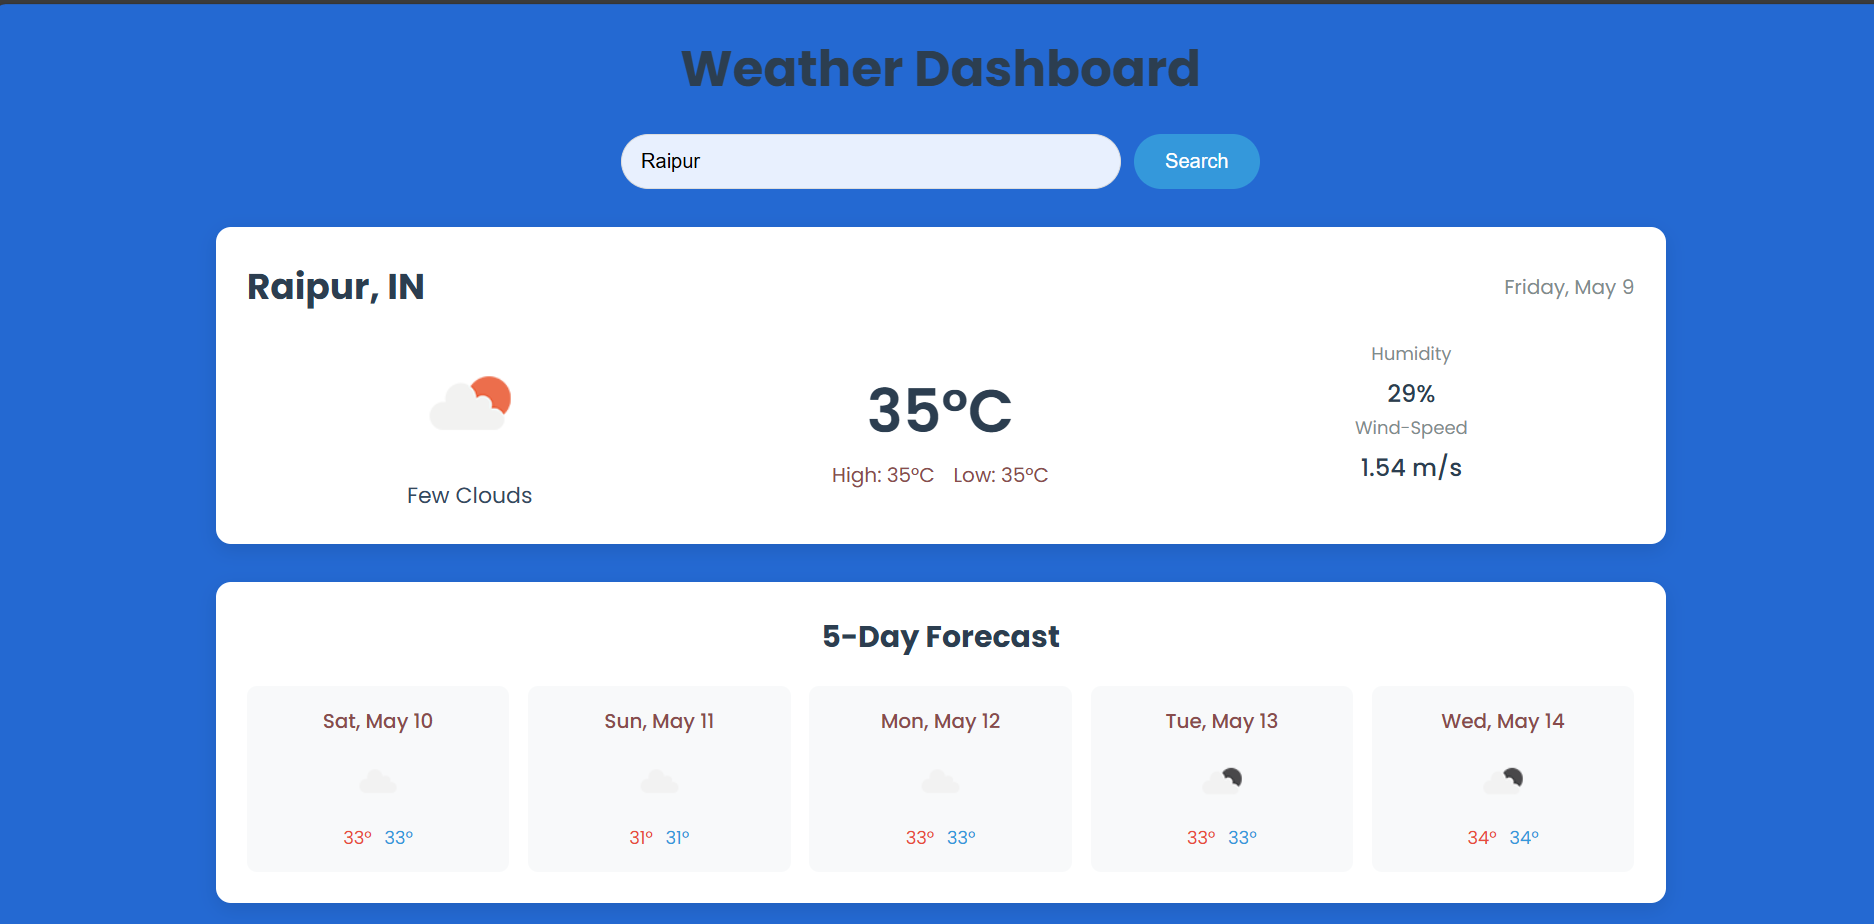 Weather Dashboard
Raipur
Search
Raipur, IN
Friday, May 9
Few Clouds
35°C
High: 35°C Low: 35°C
Humidity
29%
Wind-Speed
1.54 m/s
5-Day Forecast
Sat, May 10
33° 33°
Sun, May 11
31° 31°
Mon, May 12
33° 33°
Tue, May 13
33° 33°
Wed, May 14
34° 34°